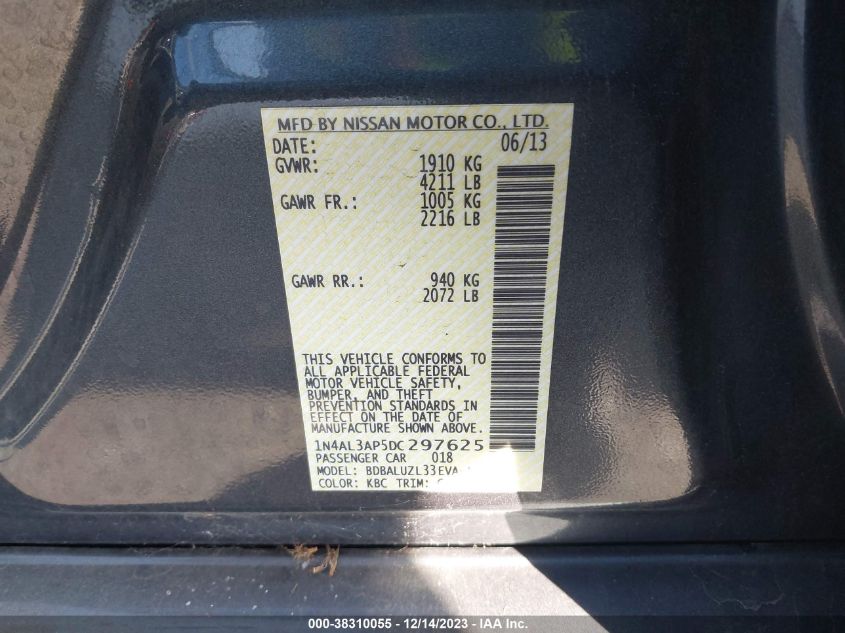 MFD BY NISSAN MOTOR CO., LTD.
DATE: 06/13
GVWR: 1910 KG
4211 LB
GAWR FR.: 1005 KG
2216 LB
GAWR RR.: 940 KG
2072 LB
THIS VEHICLE CONFORMS TO
ALL APPLICABLE FEDERAL
MOTOR VEHICLE SAFETY,
BUMPER, AND THEFT
PREVENTION STANDARDS IN
EFFECT ON THE DATE OF
MANUFACTURE SHOWN ABOVE.
1N4AL3AP5DC297625
PASSENGER CAR 018
MODEL: BDBALUZL33EVA
COLOR: KBC TRIM:
000-38310055 - 12/14/2023 - IAA Inc.